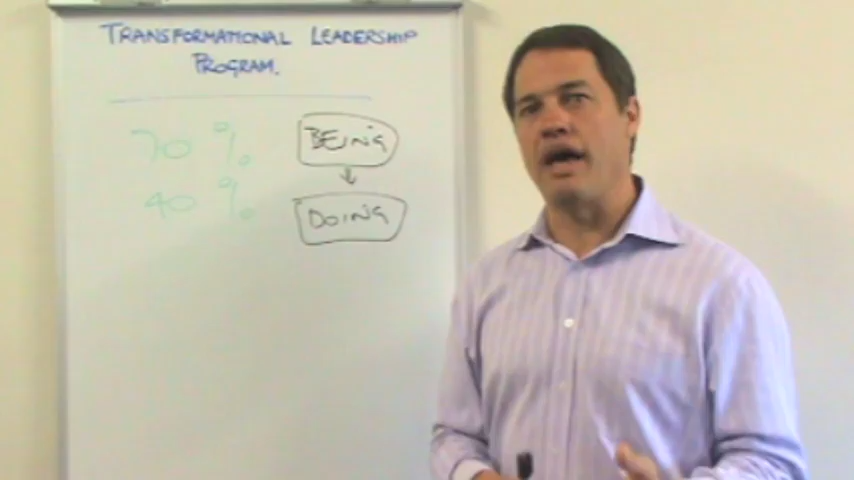 TRANSFORMATIONAL LEADERSHIP
PROGRAM.
70 % BEING
40 % DOING